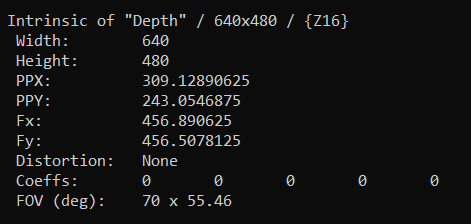 Intrinsic of "Depth" / 640x480 / {Z16}
Width: 640
Height: 480
PPX: 309.12890625
PPY: 243.0546875
Fx: 456.890625
Fy: 456.5078125
Distortion: None
Coeffs: 0 0 0 0 0
FOV (deg): 70 x 55.46